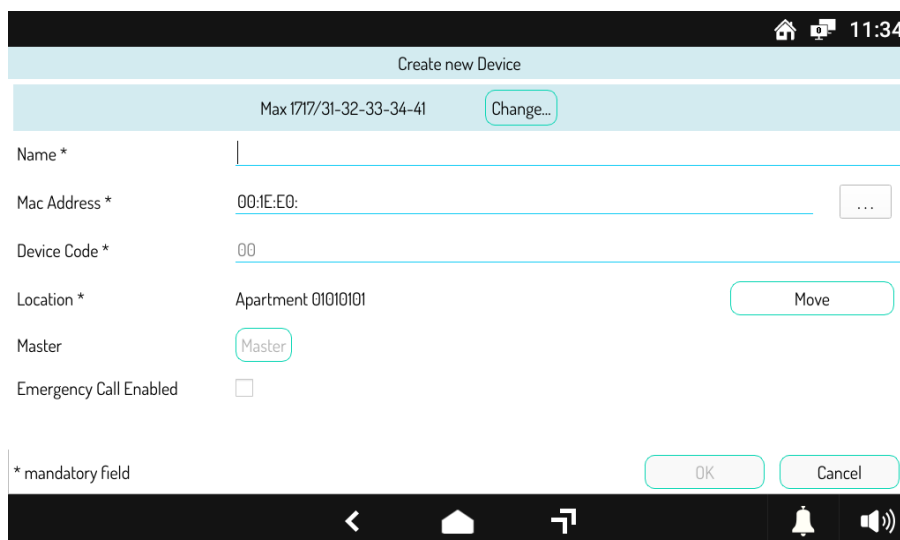 0 11:34
Create new Device
Max 1717/31-32-33-34-41 Change...
Name *
Mac Address * 00:1E:E0: ...
Device Code * 00
Location * Apartment 01010101 Move
Master Master
Emergency Call Enabled
* mandatory field OK Cancel